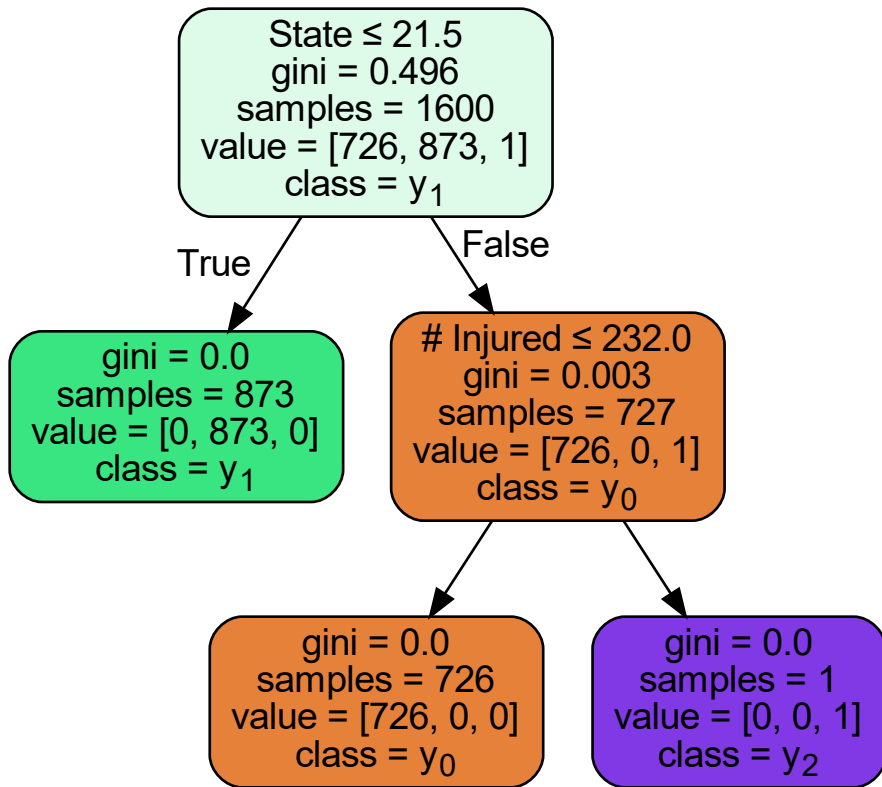 State ≤ 21.5
gini = 0.496
samples = 1600
value = [726, 873, 1]
class = y₁
True
False
gini = 0.0
samples = 873
value = [0, 873, 0]
class = y₁
# Injured ≤ 232.0
gini = 0.003
samples = 727
value = [726, 0, 1]
class = y₀
gini = 0.0
samples = 726
value = [726, 0, 0]
class = y₀
gini = 0.0
samples = 1
value = [0, 0, 1]
class = y₂